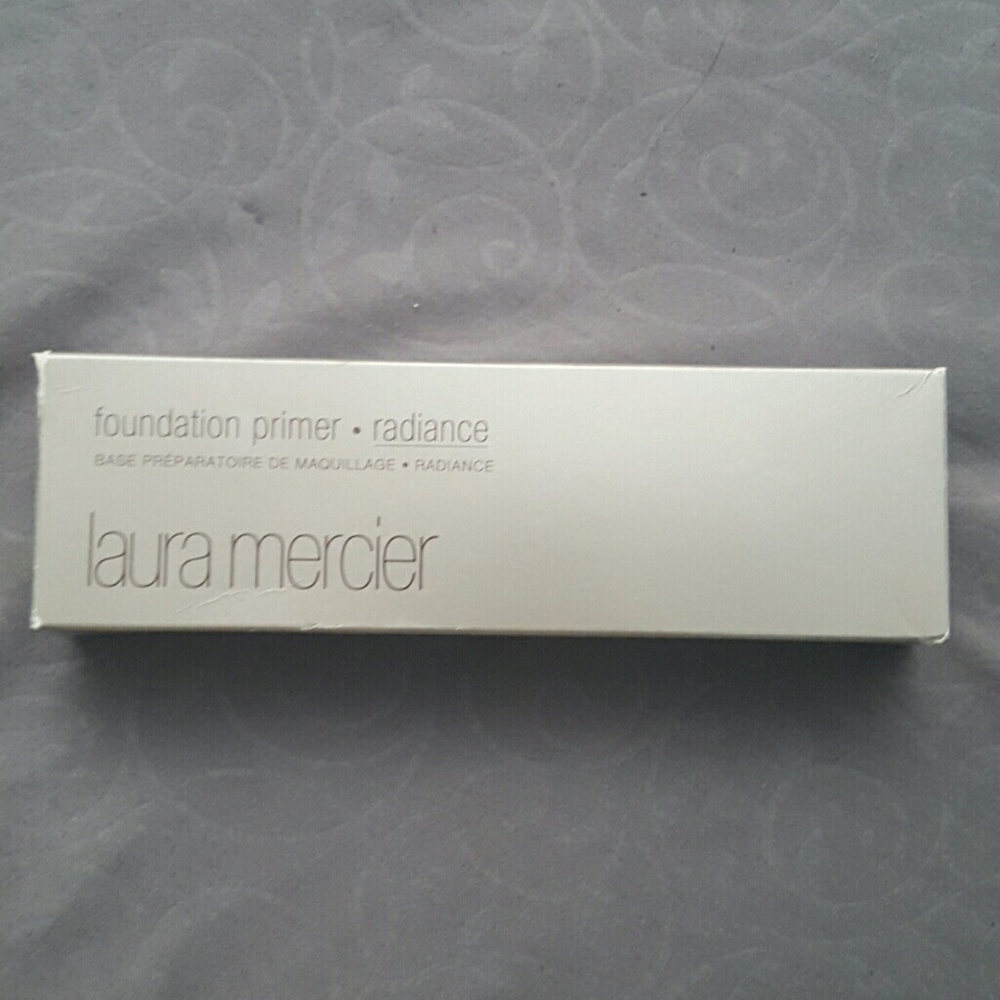 foundation primer • radiance
BASE PRÉPARATOIRE DE MAQUILLAGE • RADIANCE
laura mercier